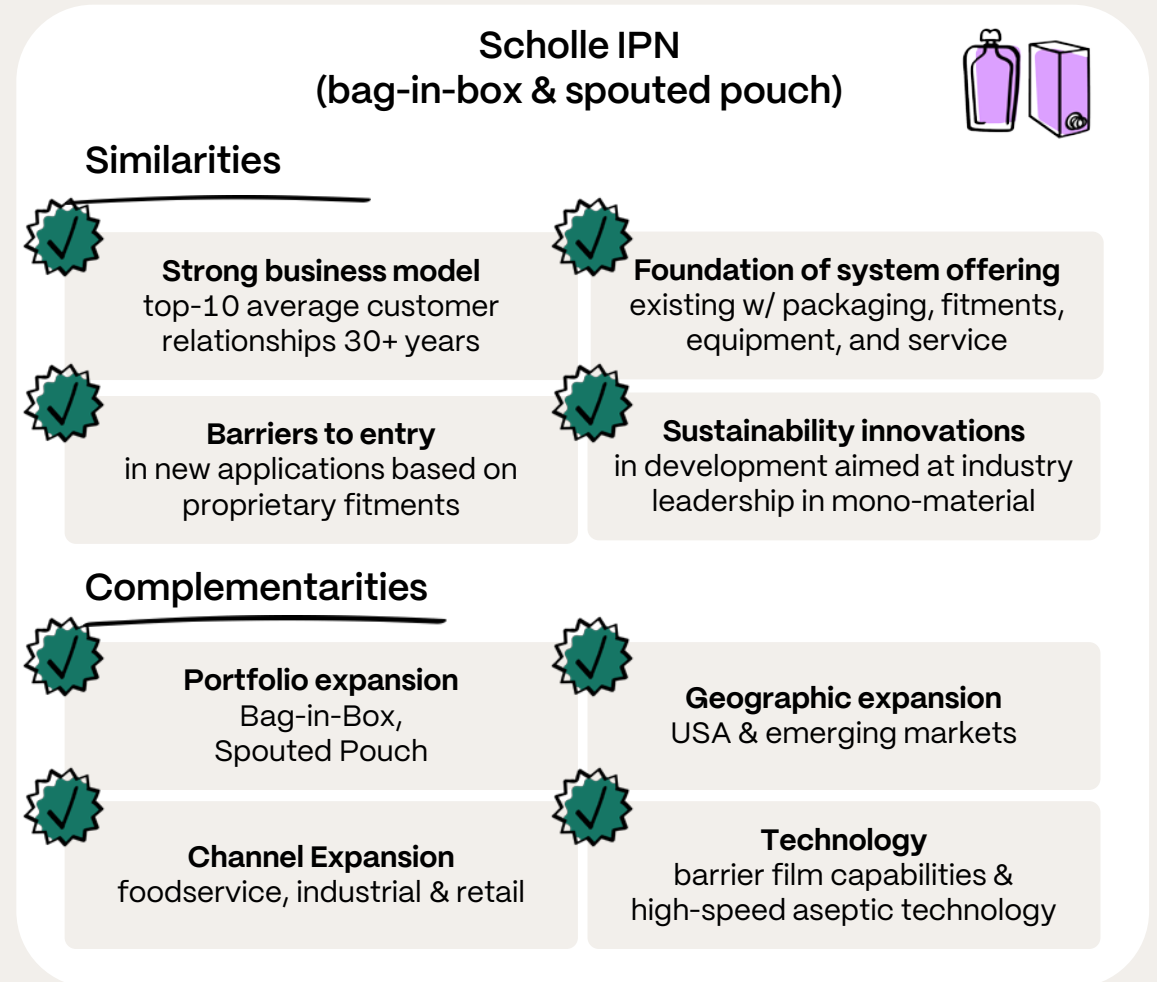 Scholle IPN
(bag-in-box & spouted pouch)
Similarities
Strong business model
top-10 average customer
relationships 30+ years
Foundation of system offering
existing w/ packaging, fitments,
equipment, and service
Barriers to entry
in new applications based on
proprietary fitments
Sustainability innovations
in development aimed at industry
leadership in mono-material
Complementarities
Portfolio expansion
Bag-in-Box,
Spouted Pouch
Geographic expansion
USA & emerging markets
Channel Expansion
foodservice, industrial & retail
Technology
barrier film capabilities &
high-speed aseptic technology